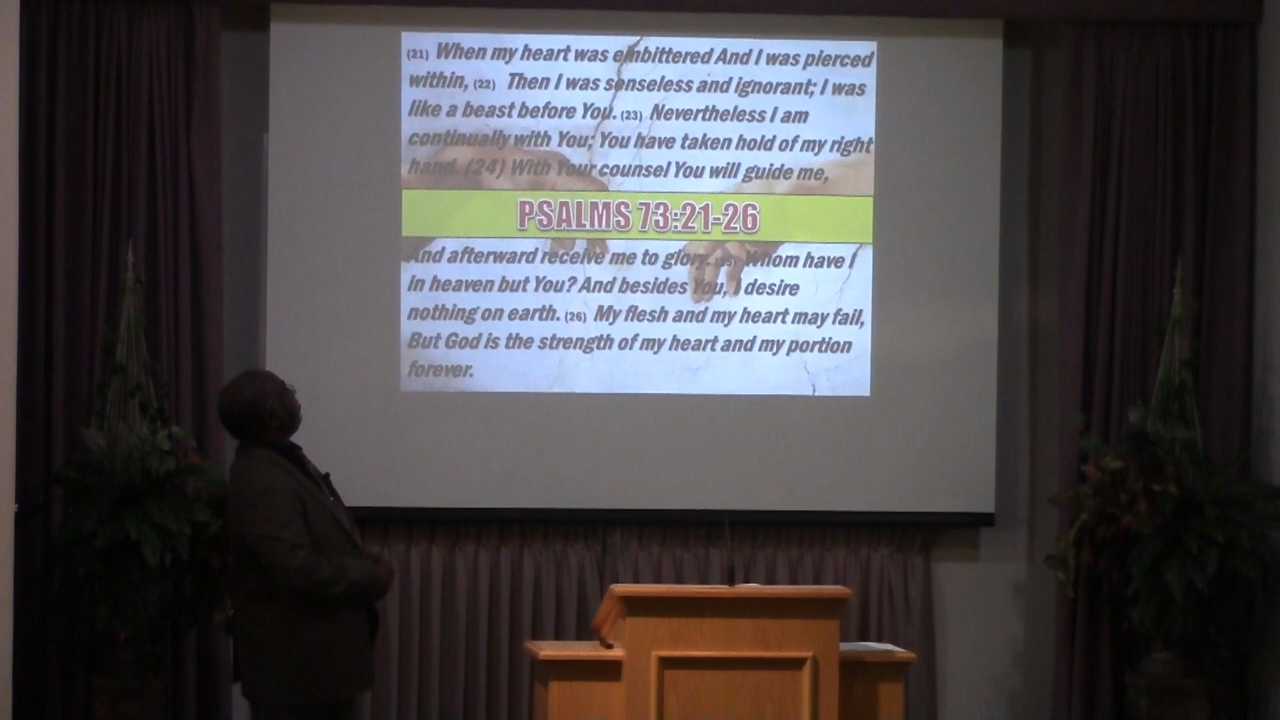 (21) When my heart was embittered And I was pierced
within, (22) Then I was senseless and ignorant; I was
like a beast before You. (23) Nevertheless I am
continually with You; You have taken hold of my right
hand. (24) With Your counsel You will guide me,
PSALMS 73:21-26
And afterward receive me to glory. (25) Whom have I
in heaven but You? And besides You, I desire
nothing on earth. (26) My flesh and my heart may fail,
But God is the strength of my heart and my portion
forever.